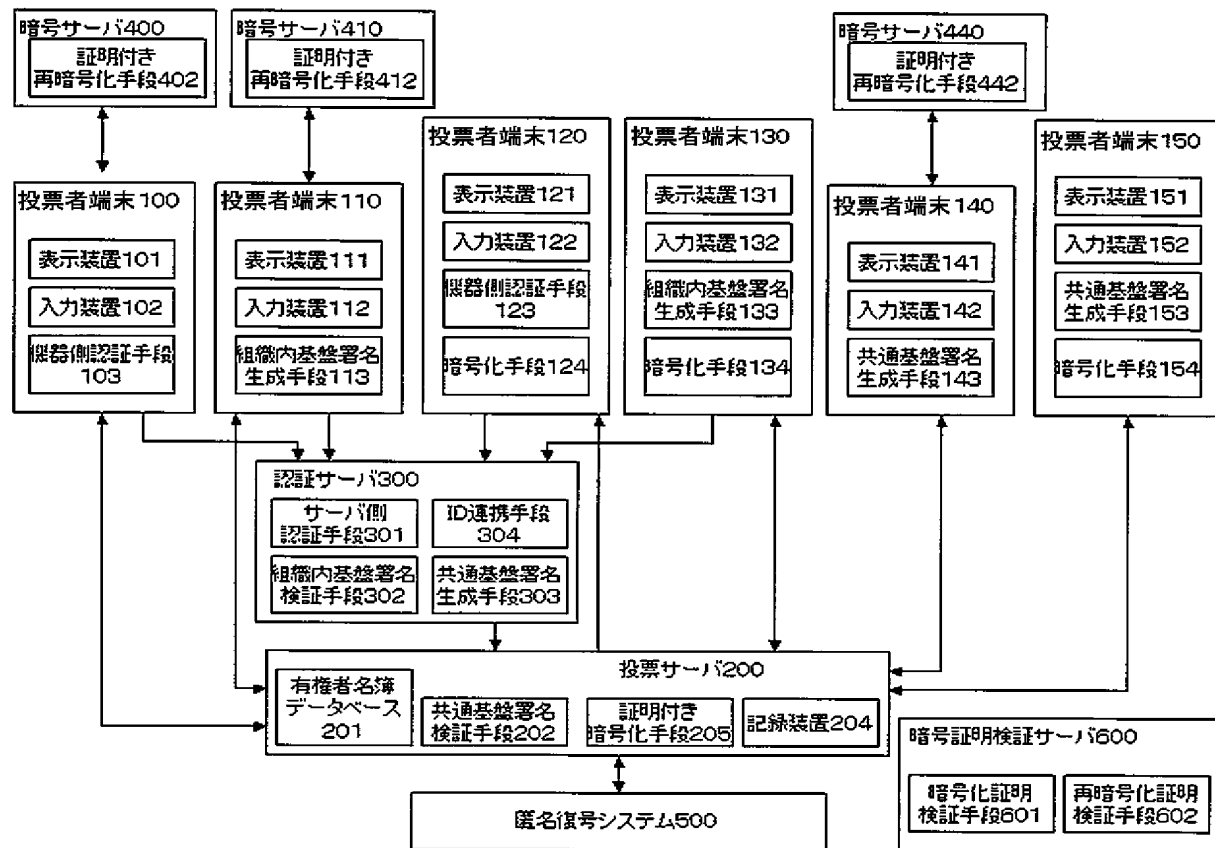 暗号サーバ400
証明付き
再暗号化手段402
暗号サーバ410
証明付き
再暗号化手段412
暗号サーバ440
証明付き
再暗号化手段442
投票者端末100
表示装置101
入力装置102
機器側認証手段
103
投票者端末110
表示装置111
入力装置112
組織内基盤署名
生成手段113
投票者端末120
表示装置121
入力装置122
機器側認証手段
123
暗号化手段124
投票者端末130
表示装置131
入力装置132
組織内基盤署名
生成手段133
暗号化手段134
投票者端末140
表示装置141
入力装置142
共通基盤署名
生成手段143
投票者端末150
表示装置151
入力装置152
共通基盤署名
生成手段153
暗号化手段154
認証サーバ300
サーバ側
認証手段301
ID連携手段
304
組織内基盤署名
検証手段302
共通基盤署名
生成手段303
投票サーバ200
有権者名簿
データベース
201
共通基盤署名
検証手段202
証明付き
暗号化手段205
記録装置204
匿名復号システム500
暗号証明検証サーバ600
暗号化証明
検証手段601
再暗号化証明
検証手段602